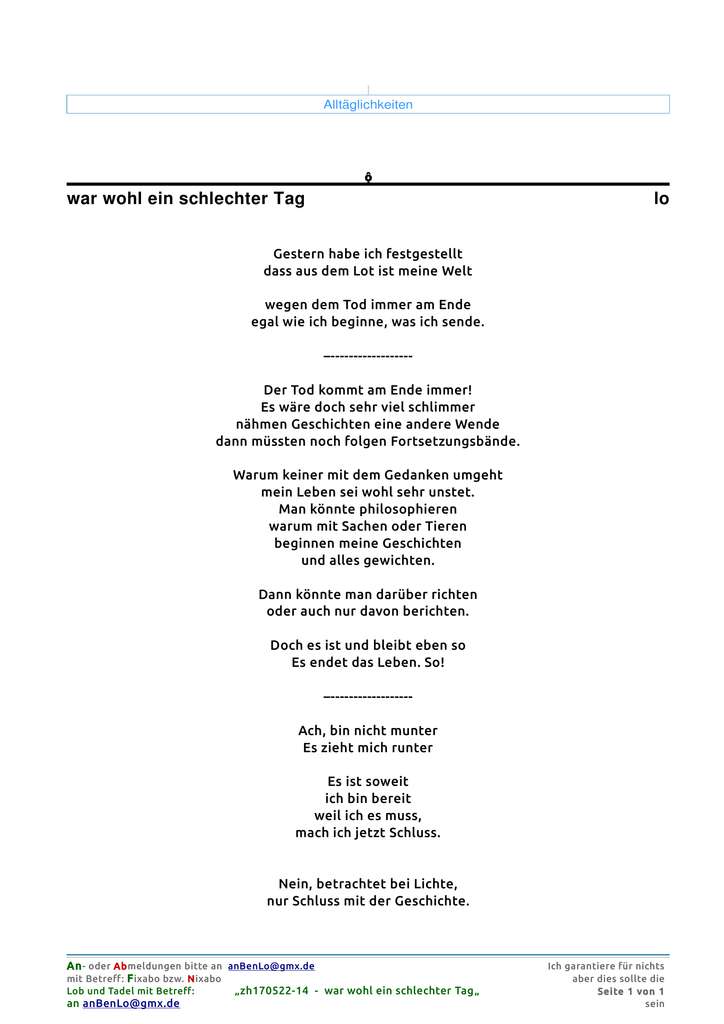 Alltäglichkeiten
war wohl ein schlechter Tag lo
Gestern habe ich festgestellt
dass aus dem Lot ist meine Welt
wegen dem Tod immer am Ende
egal wie ich beginne, was ich sende.
--------------------
Der Tod kommt am Ende immer!
Es wäre doch sehr viel schlimmer
nähmen Geschichten eine andere Wende
dann müssten noch folgen Fortsetzungsbände.
Warum keiner mit dem Gedanken umgeht
mein Leben sei wohl sehr unstet.
Man könnte philosophieren
warum mit Sachen oder Tieren
beginnen meine Geschichten
und alles gewichten.
Dann könnte man darüber richten
oder auch nur davon berichten.
Doch es ist und bleibt eben so
Es endet das Leben. So!
--------------------
Ach, bin nicht munter
Es zieht mich runter
Es ist soweit
ich bin bereit
weil ich es muss,
mach ich jetzt Schluss.
Nein, betrachtet bei Lichte,
nur Schluss mit der Geschichte.
An- oder Abmeldungen bitte an anBenLo@gmx.de
mit Betreff: Fixabo bzw. Nixabo
Lob und Tadel mit Betreff: „zh170522-14 - war wohl ein schlechter Tag„
an anBenLo@gmx.de
Ich garantiere für nichts
aber dies sollte die
Seite 1 von 1
sein